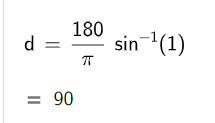 d = 180/π sin⁻¹(1)
= 90